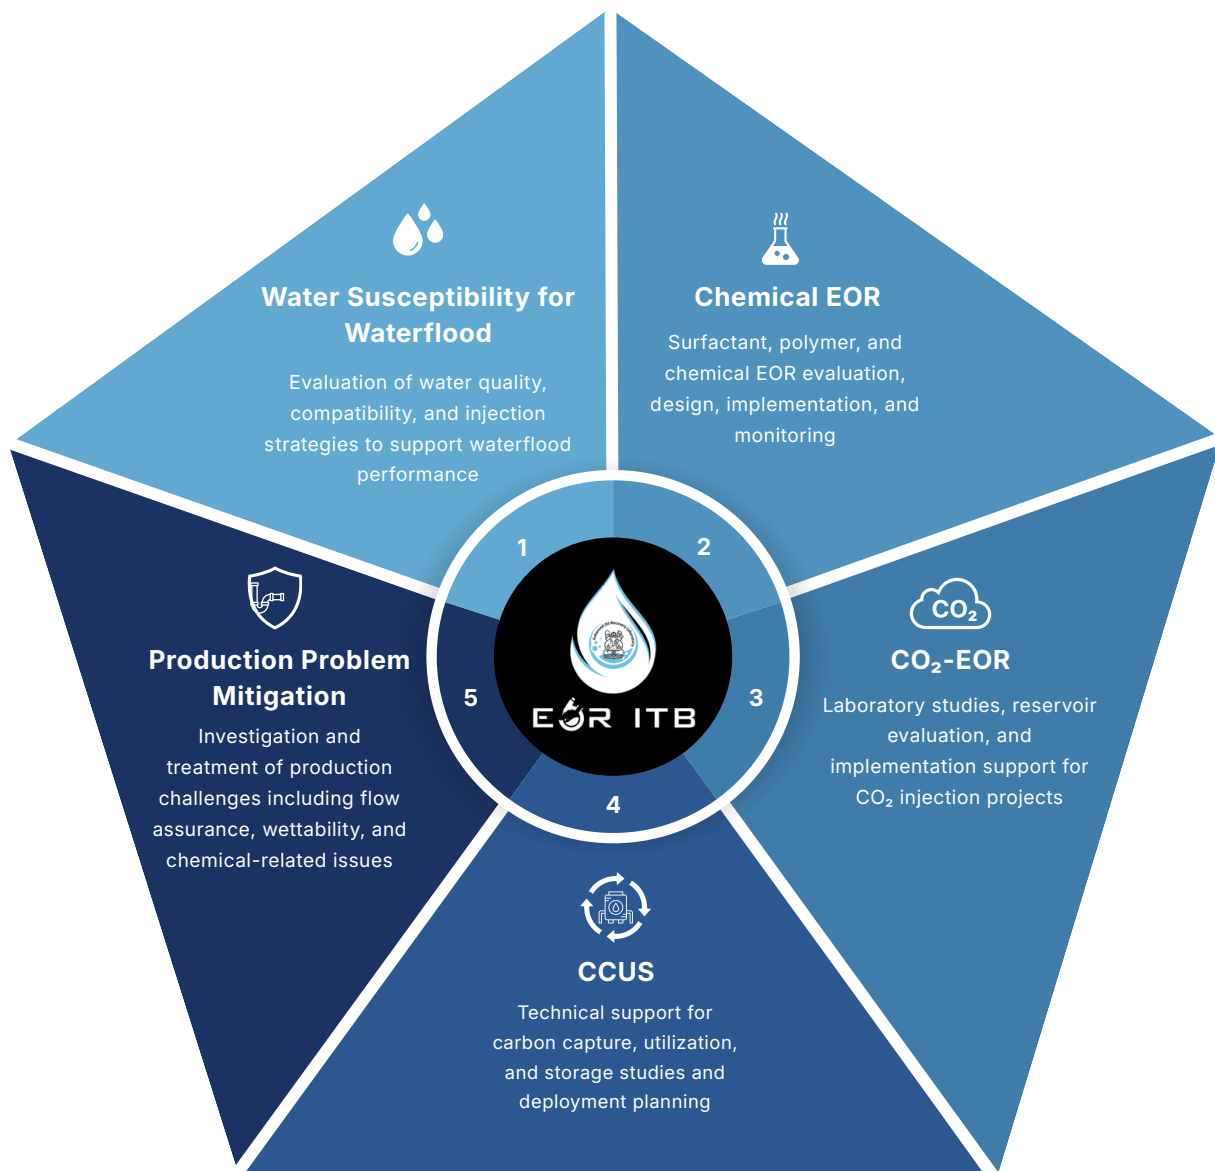 Water Susceptibility for
Waterflood
Evaluation of water quality,
compatibility, and injection
strategies to support waterflood
performance
Chemical EOR
Surfactant, polymer, and
chemical EOR evaluation,
design, implementation, and
monitoring
CO₂
CO₂-EOR
Laboratory studies, reservoir
evaluation, and
implementation support for
CO₂ injection projects
CCUS
Technical support for
carbon capture, utilization,
and storage studies and
deployment planning
Production Problem
Mitigation
Investigation and
treatment of production
challenges including flow
assurance, wettability, and
chemical-related issues
1
2
3
4
5
Enhanced Oil Recovery Laboratory
EOR ITB